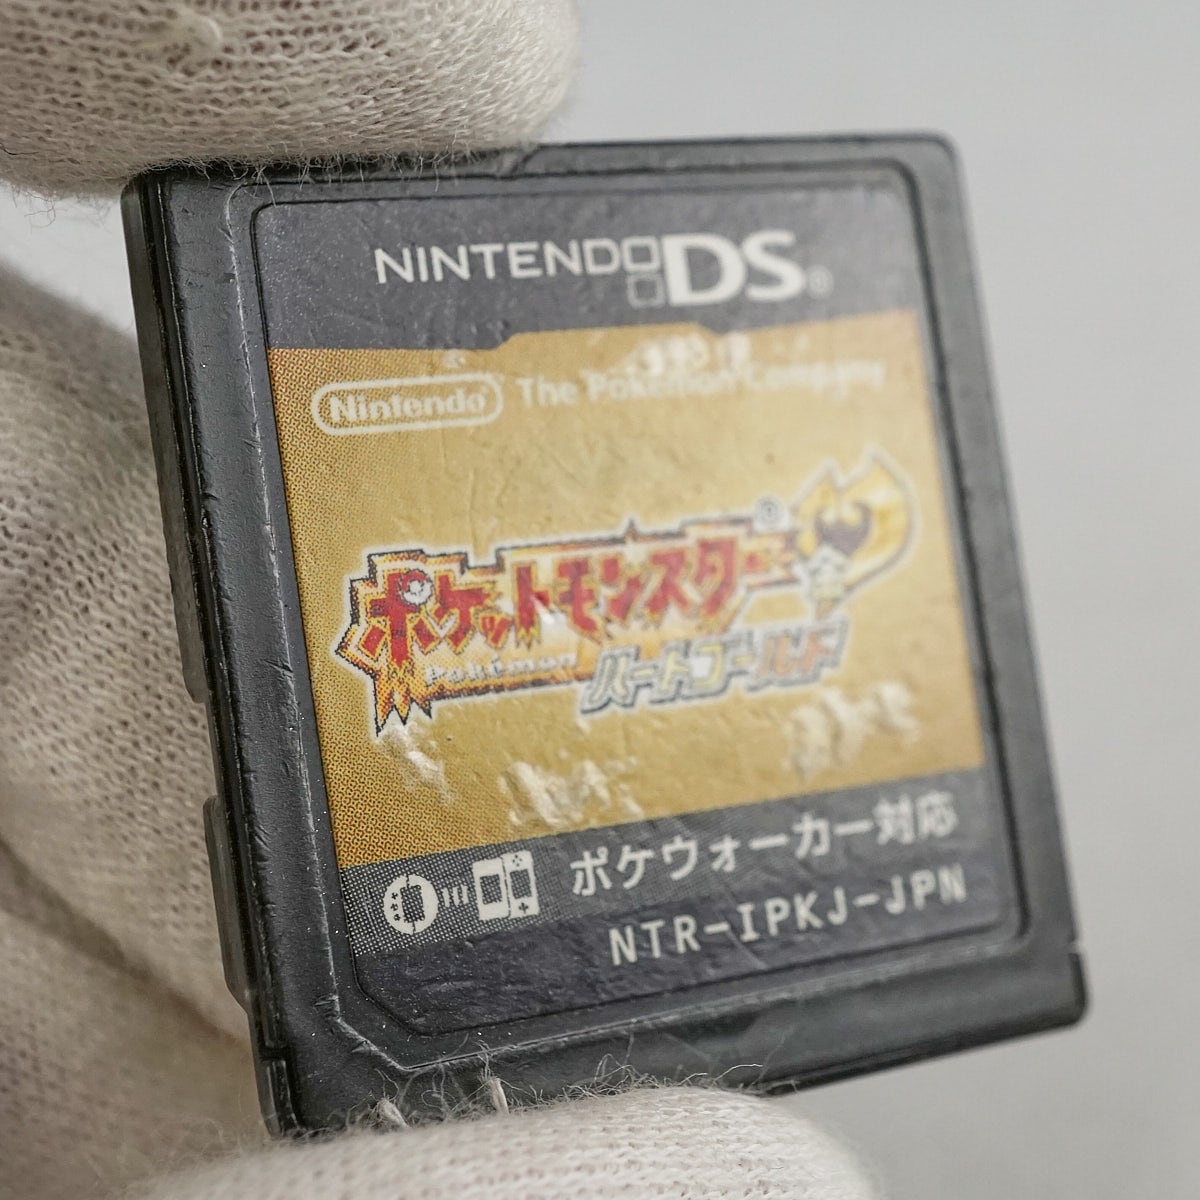 NINTENDO DS
Nintendo The Pokémon Company
ポケットモンスター
金
Pokémon
ハートゴールド
ポケウォーカー対応
NTR-IPKJ-JPN